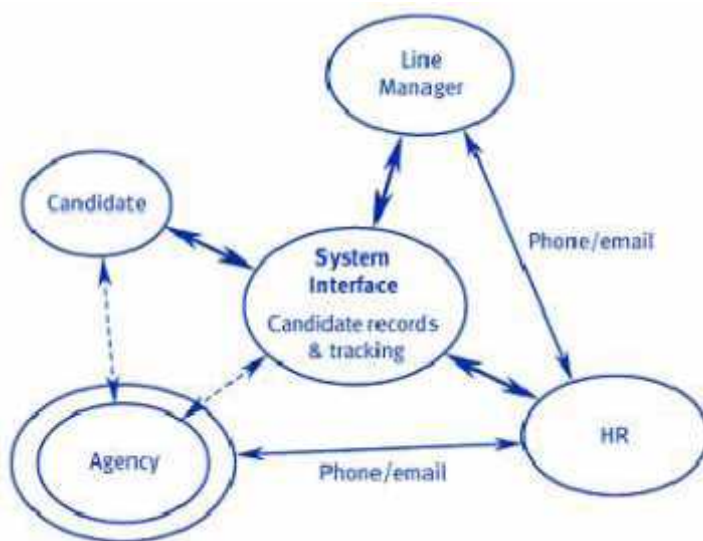 Line
Manager
Candidate
Phone/email
System
Interface
Candidate records
& tracking
HR
Agency
Phone/email